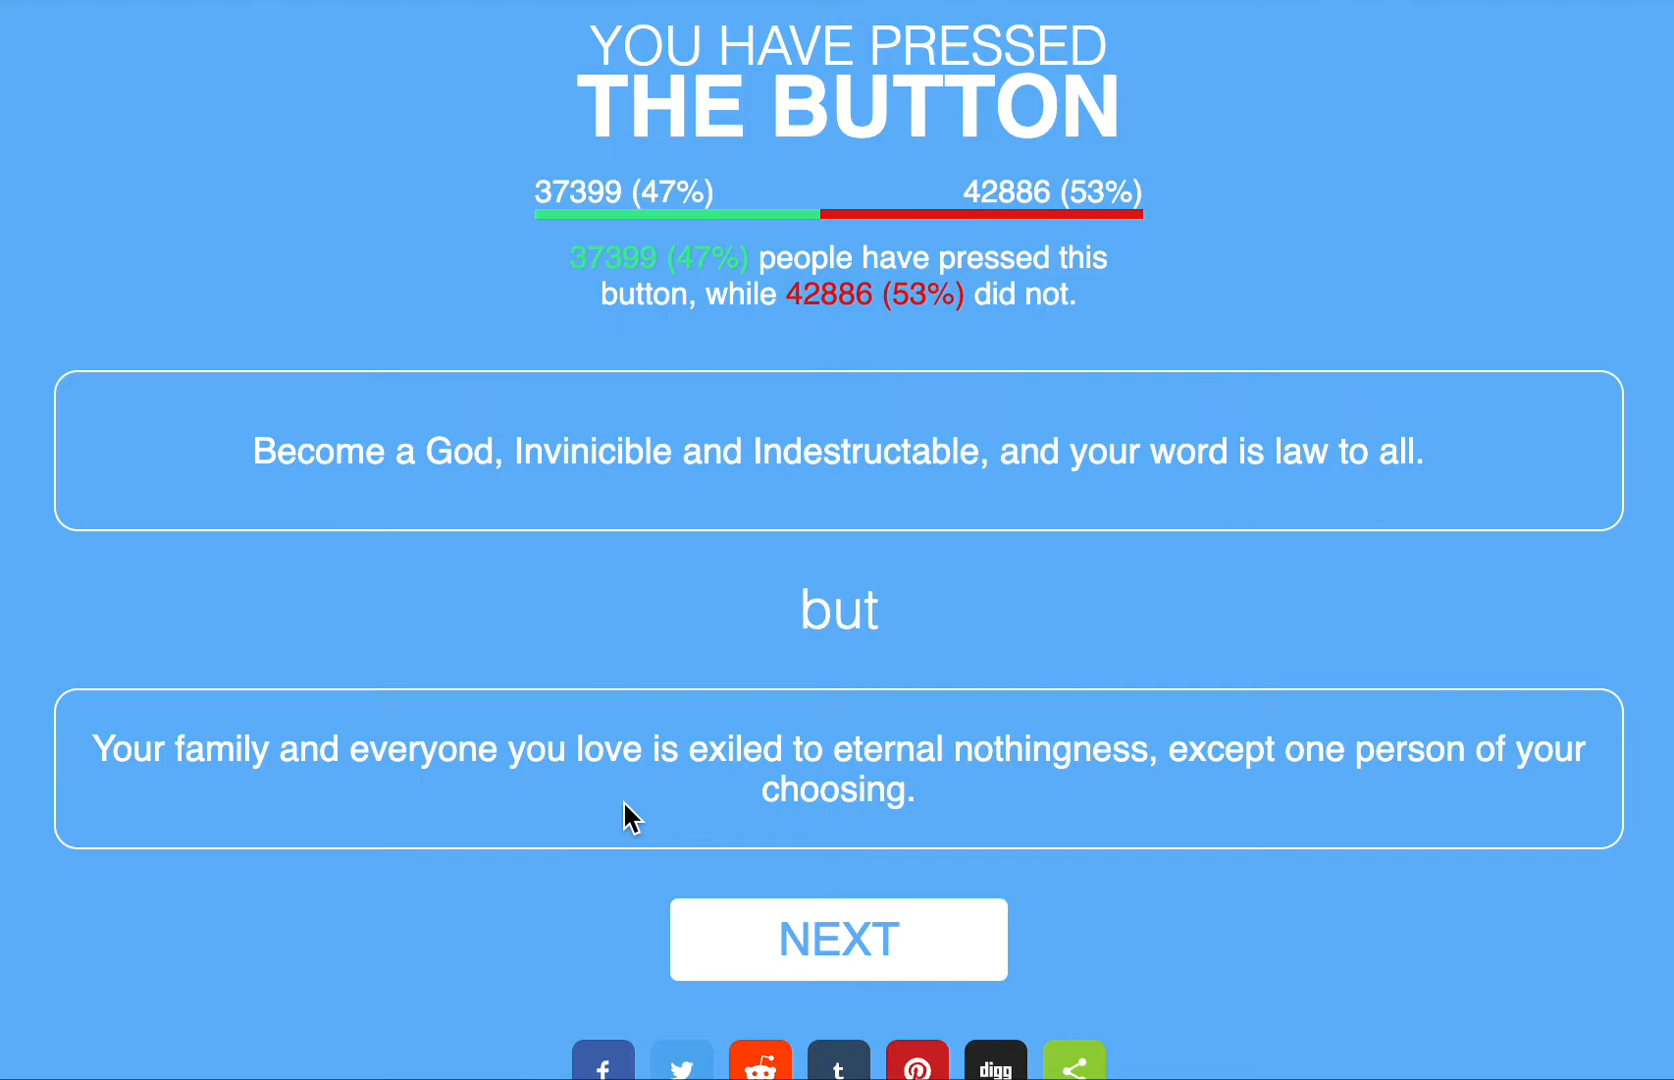 YOU HAVE PRESSED
THE BUTTON
37399 (47%) 42886 (53%)
37399 (47%) people have pressed this
button, while 42886 (53%) did not.
Become a God, Invinicible and Indestructable, and your word is law to all.
but
Your family and everyone you love is exiled to eternal nothingness, except one person of your
choosing.
NEXT
f t digg